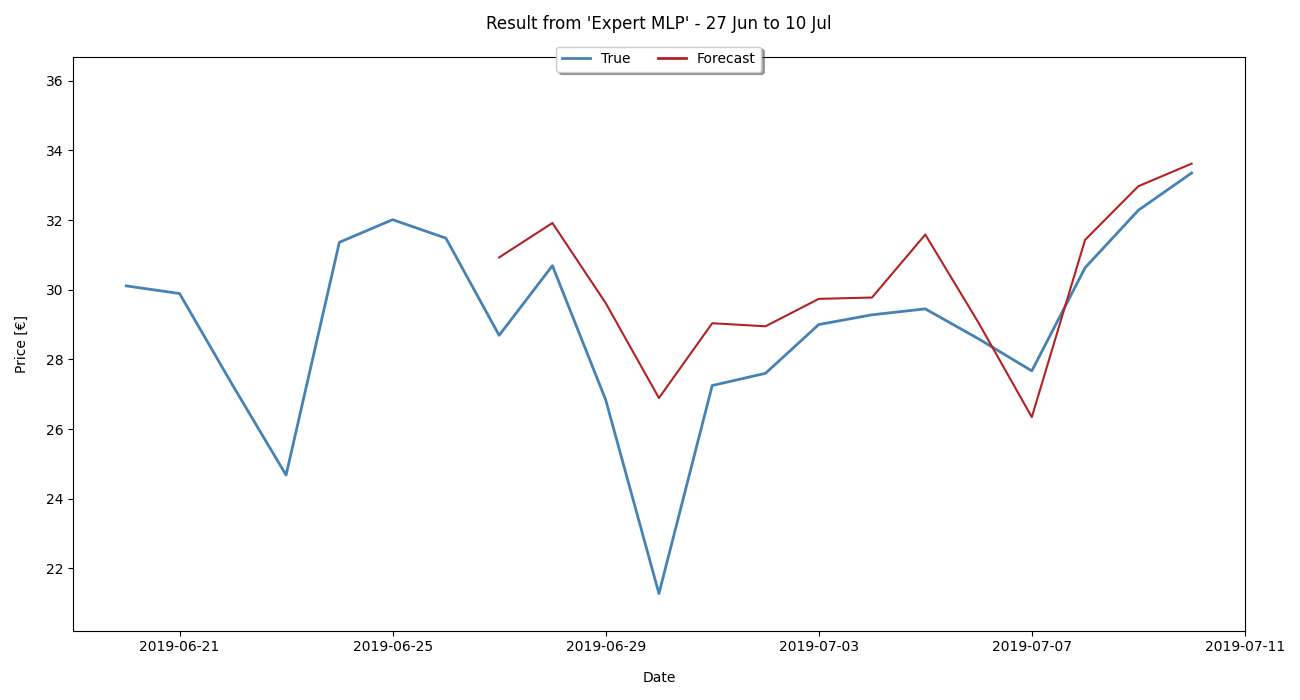 Result from 'Expert MLP' - 27 Jun to 10 Jul
True Forecast
36
34
32
30
28
26
24
22
Price [€]
2019-06-21 2019-06-25 2019-06-29 2019-07-03 2019-07-07 2019-07-11
Date